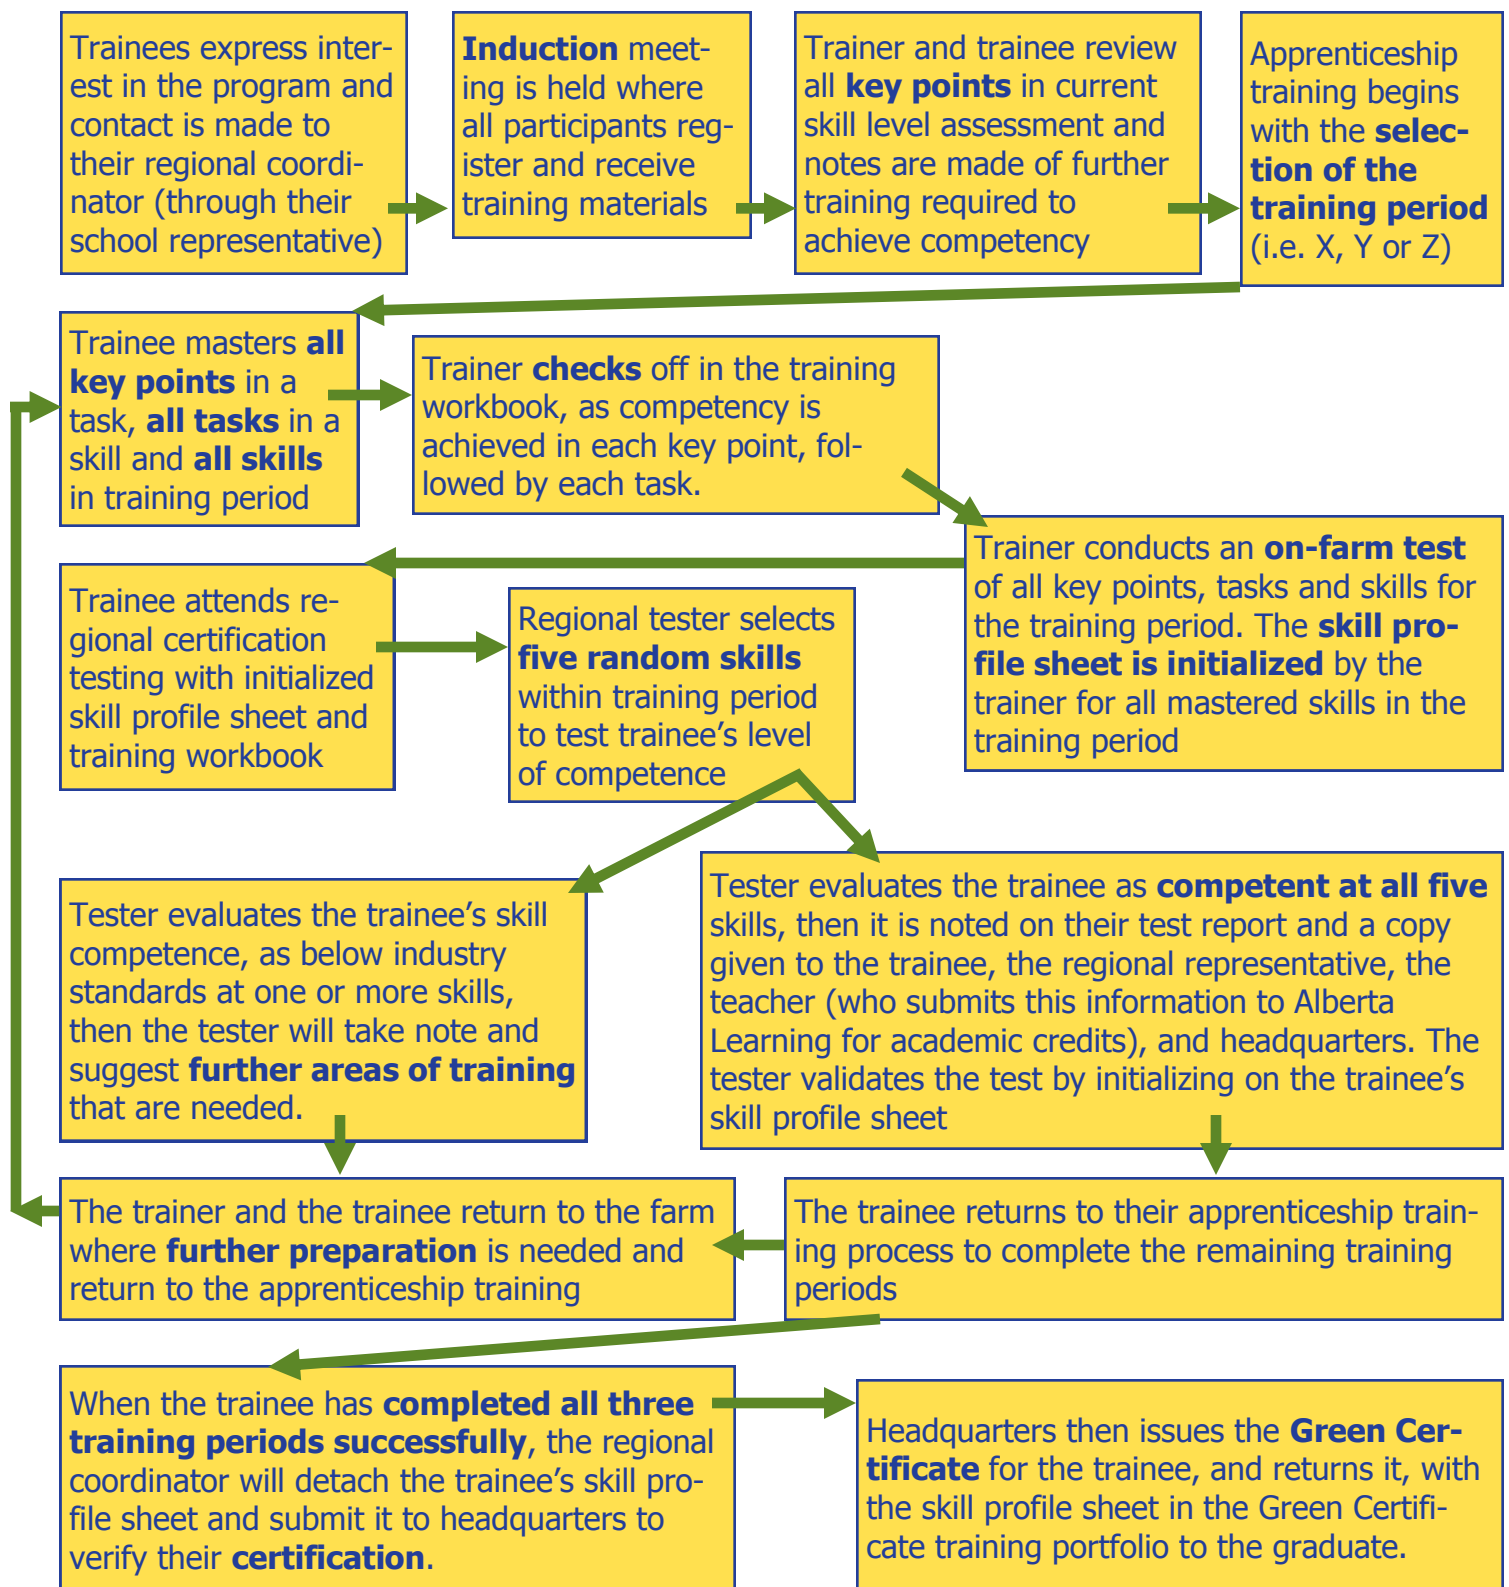 Trainees express inter-
est in the program and
contact is made to
their regional coordi-
nator (through their
school representative)
Induction meet-
ing is held where
all participants reg-
ister and receive
training materials
Trainer and trainee review
all key points in current
skill level assessment and
notes are made of further
training required to
achieve competency
Apprenticeship
training begins
with the selec-
tion of the
training period
(i.e. X, Y or Z)
Trainee masters all
key points in a
task, all tasks in a
skill and all skills
in training period
Trainer checks off in the training
workbook, as competency is
achieved in each key point, fol-
lowed by each task.
Trainer conducts an on-farm test
of all key points, tasks and skills for
the training period. The skill pro-
file sheet is initialized by the
trainer for all mastered skills in the
training period
Trainee attends re-
gional certification
testing with initialized
skill profile sheet and
training workbook
Regional tester selects
five random skills
within training period
to test trainee’s level
of competence
Tester evaluates the trainee’s skill
competence, as below industry
standards at one or more skills,
then the tester will take note and
suggest further areas of training
that are needed.
Tester evaluates the trainee as competent at all five
skills, then it is noted on their test report and a copy
given to the trainee, the regional representative, the
teacher (who submits this information to Alberta
Learning for academic credits), and headquarters. The
tester validates the test by initializing on the trainee’s
skill profile sheet
The trainer and the trainee return to the farm
where further preparation is needed and
return to the apprenticeship training
The trainee returns to their apprenticeship train-
ing process to complete the remaining training
periods
When the trainee has completed all three
training periods successfully, the regional
coordinator will detach the trainee’s skill pro-
file sheet and submit it to headquarters to
verify their certification.
Headquarters then issues the Green Cer-
tificate for the trainee, and returns it, with
the skill profile sheet in the Green Certifi-
cate training portfolio to the graduate.